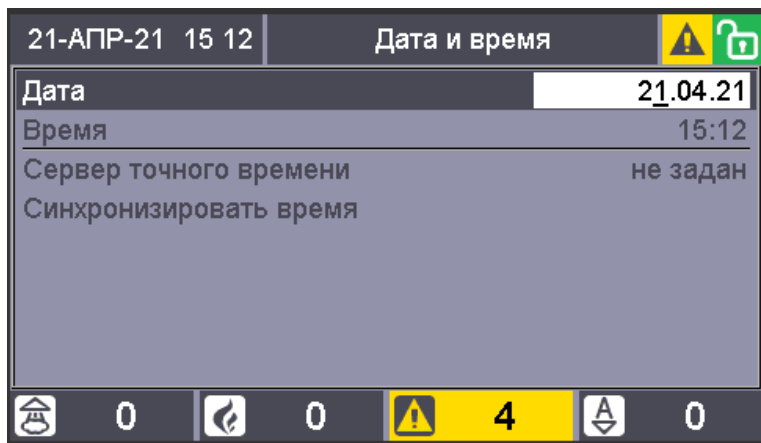 21-АПР-21 15 12 Дата и время
Дата 21.04.21
Время 15:12
Сервер точного времени не задан
Синхронизировать время
0 0 4 A 0